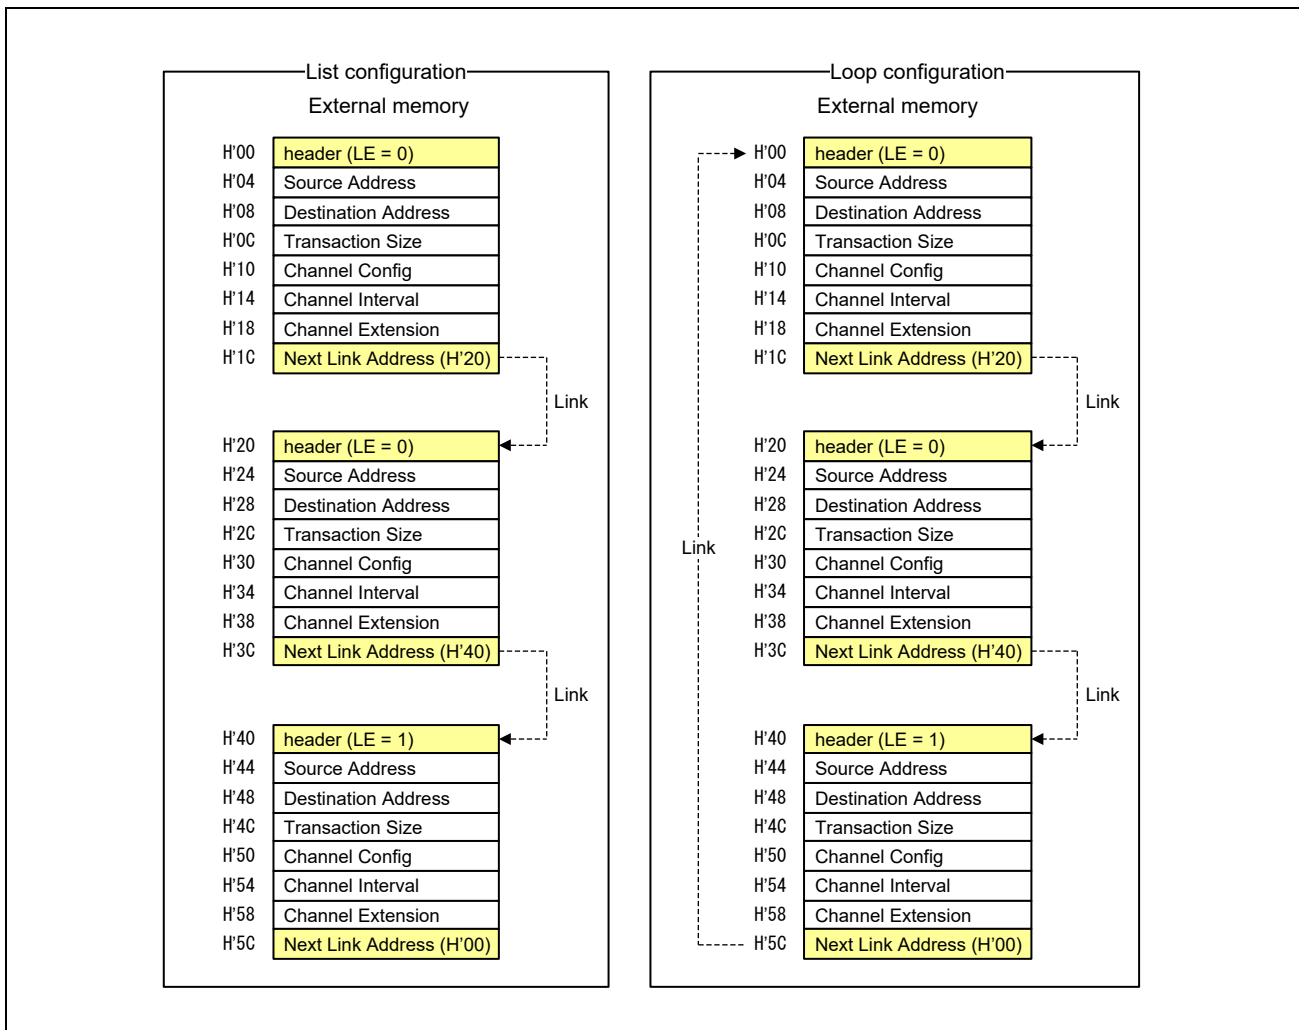 List configuration
External memory
H'00 header (LE = 0)
H'04 Source Address
H'08 Destination Address
H'0C Transaction Size
H'10 Channel Config
H'14 Channel Interval
H'18 Channel Extension
H'1C Next Link Address (H'20)
Link
H'20 header (LE = 0)
H'24 Source Address
H'28 Destination Address
H'2C Transaction Size
H'30 Channel Config
H'34 Channel Interval
H'38 Channel Extension
H'3C Next Link Address (H'40)
Link
H'40 header (LE = 1)
H'44 Source Address
H'48 Destination Address
H'4C Transaction Size
H'50 Channel Config
H'54 Channel Interval
H'58 Channel Extension
H'5C Next Link Address (H'00)
Loop configuration
External memory
H'00 header (LE = 0)
H'04 Source Address
H'08 Destination Address
H'0C Transaction Size
H'10 Channel Config
H'14 Channel Interval
H'18 Channel Extension
H'1C Next Link Address (H'20)
Link
H'20 header (LE = 0)
H'24 Source Address
H'28 Destination Address
H'2C Transaction Size
Link
H'30 Channel Config
H'34 Channel Interval
H'38 Channel Extension
H'3C Next Link Address (H'40)
Link
H'40 header (LE = 1)
H'44 Source Address
H'48 Destination Address
H'4C Transaction Size
H'50 Channel Config
H'54 Channel Interval
H'58 Channel Extension
H'5C Next Link Address (H'00)